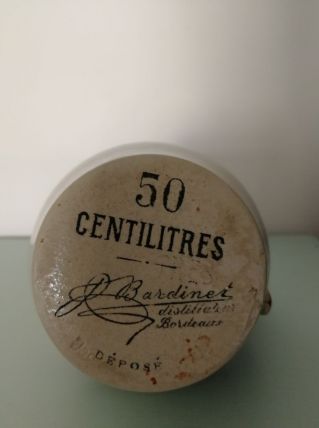 50
CENTILITRES
P. Bardinet
distillateur
Bordeaux
DÉPOSÉ